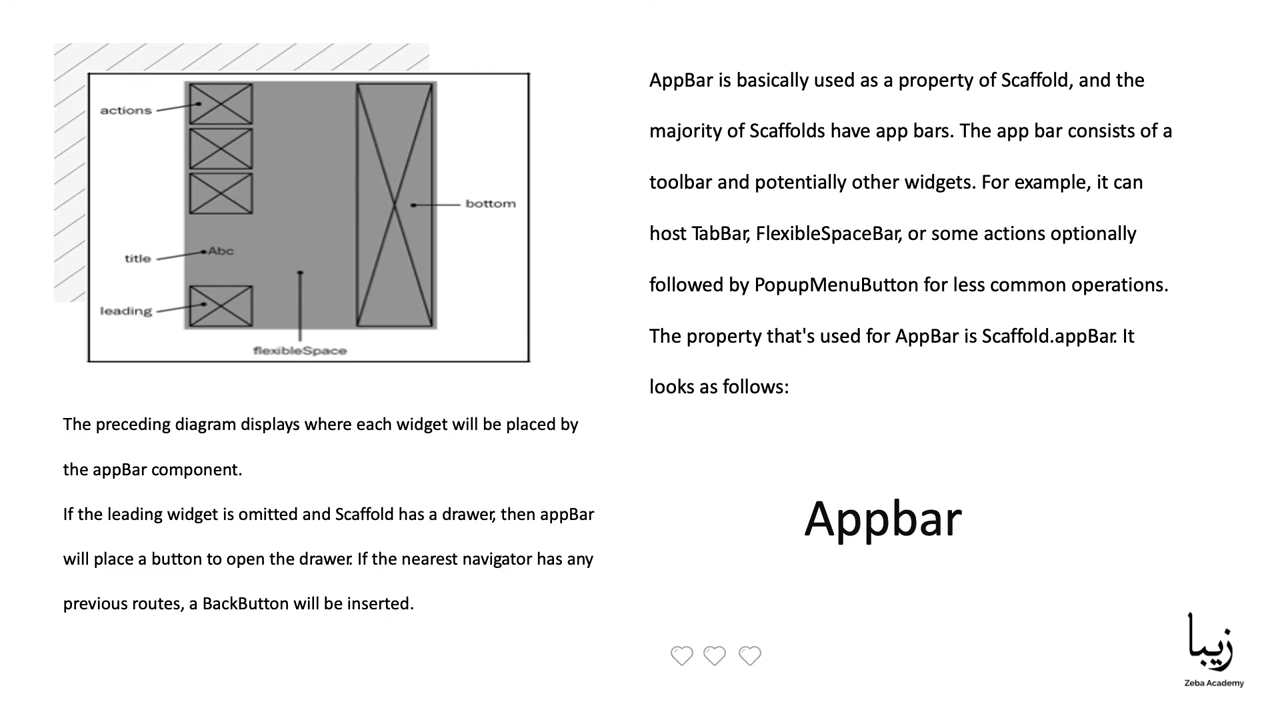 actions
title
Abc
leading
bottom
flexibleSpace
The preceding diagram displays where each widget will be placed by
the appBar component.
If the leading widget is omitted and Scaffold has a drawer, then appBar
will place a button to open the drawer. If the nearest navigator has any
previous routes, a BackButton will be inserted.
AppBar is basically used as a property of Scaffold, and the
majority of Scaffolds have app bars. The app bar consists of a
toolbar and potentially other widgets. For example, it can
host TabBar, FlexibleSpaceBar, or some actions optionally
followed by PopupMenuButton for less common operations.
The property that's used for AppBar is Scaffold.appBar. It
looks as follows:
Appbar
زیبا
Zeba Academy